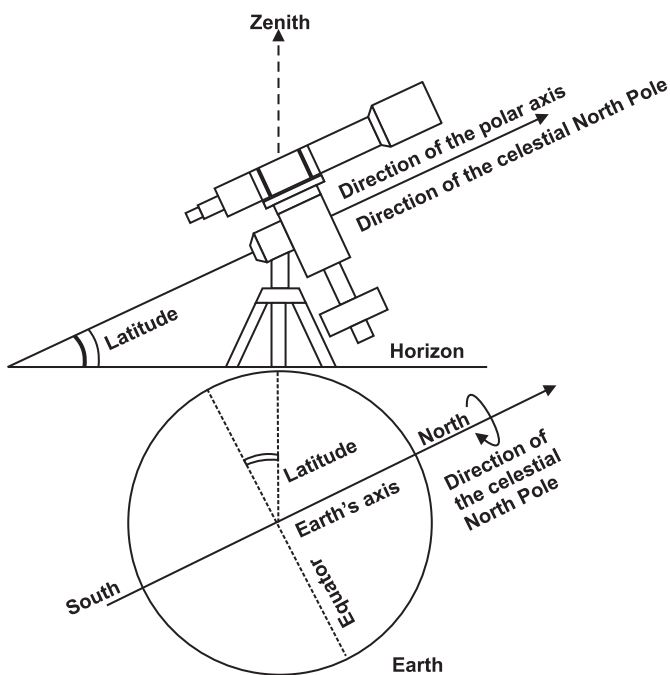 Zenith
Direction of the polar axis
Direction of the celestial North Pole
Latitude
Horizon
North
Latitude
Direction of
the celestial
North Pole
Earth's axis
South
Equator
Earth